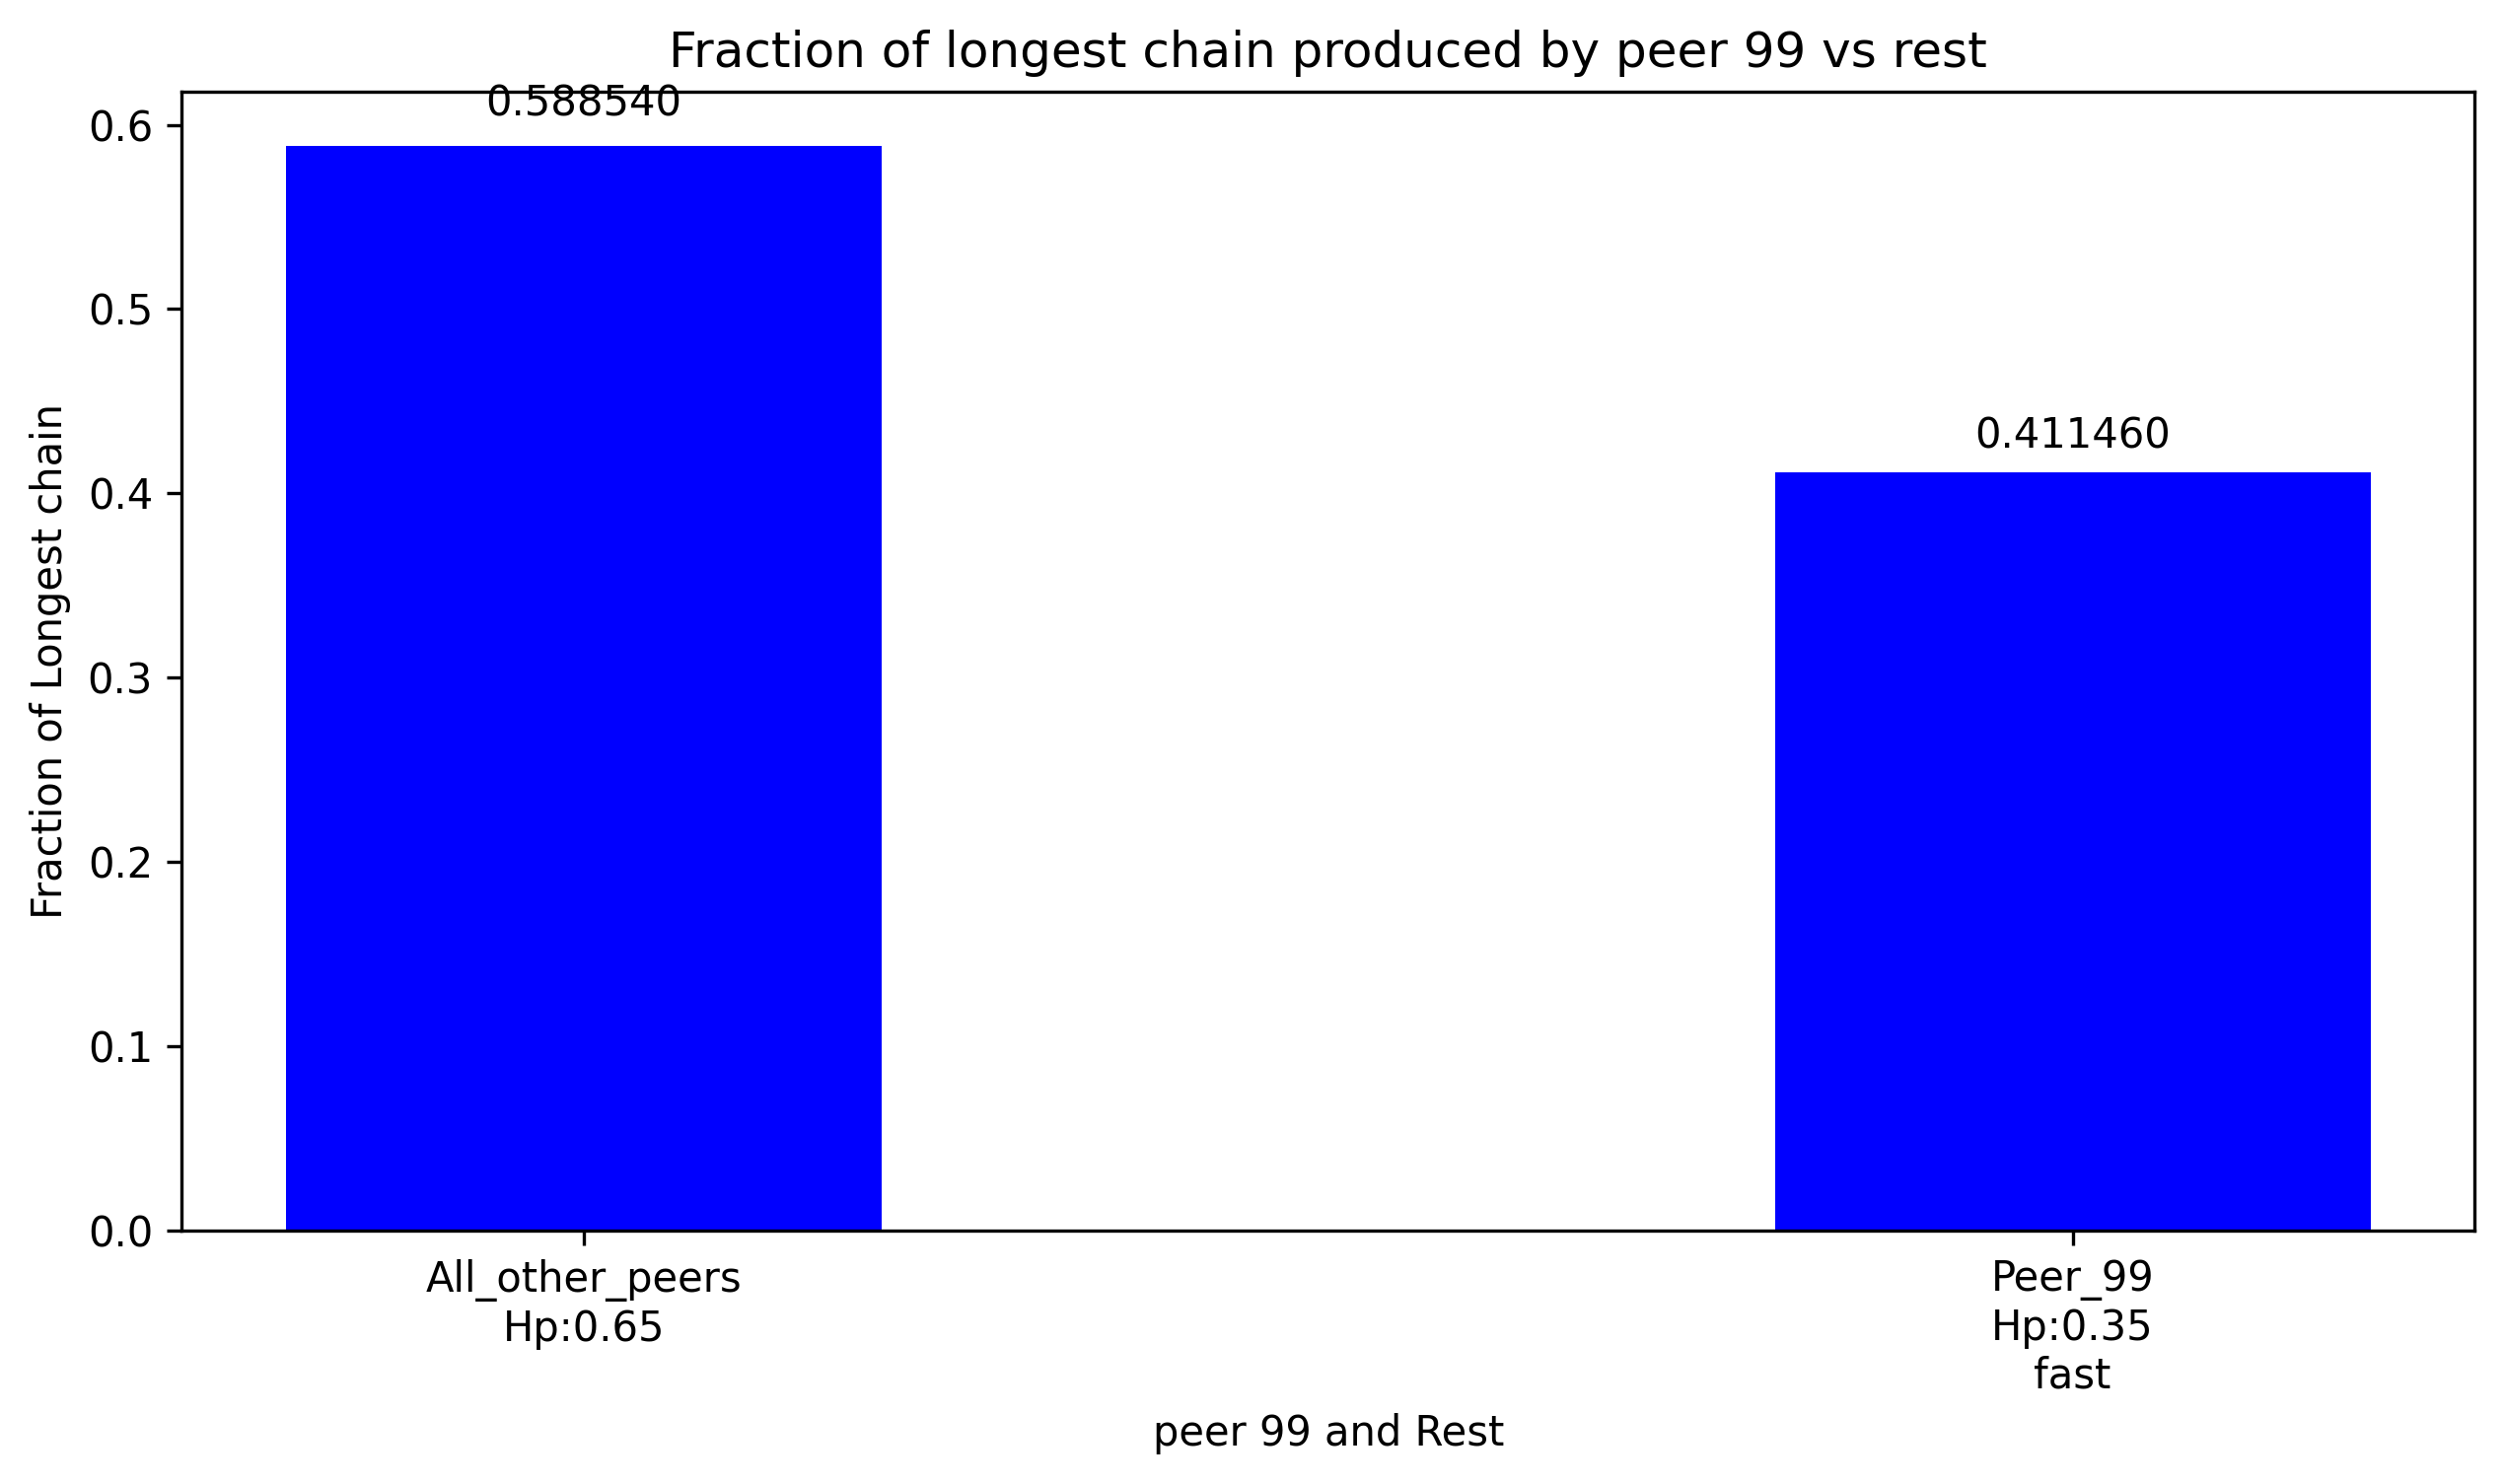 Fraction of longest chain produced by peer 99 vs rest
0.588540
0.411460
Fraction of Longest chain
0.6
0.5
0.4
0.3
0.2
0.1
0.0
All_other_peers
Hp:0.65
Peer_99
Hp:0.35
fast
peer 99 and Rest